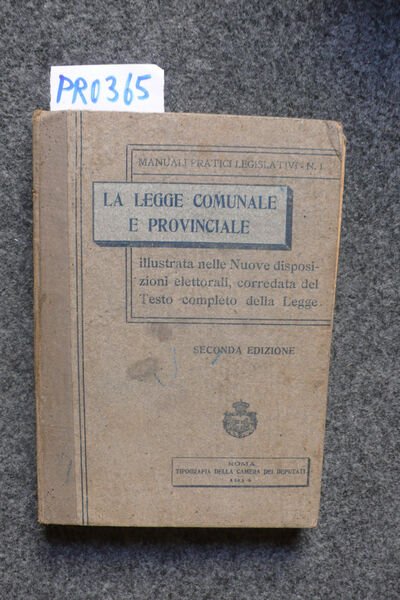 PRO365
MANUALI PRATICI LEGISLATIVI - N. 1
LA LEGGE COMUNALE
E PROVINCIALE
illustrata nelle Nuove disposi-
zioni elettorali, corredata del
Testo completo della Legge
SECONDA EDIZIONE
ROMA
TIPOGRAFIA DELLA CAMERA DEI DEPUTATI
1914